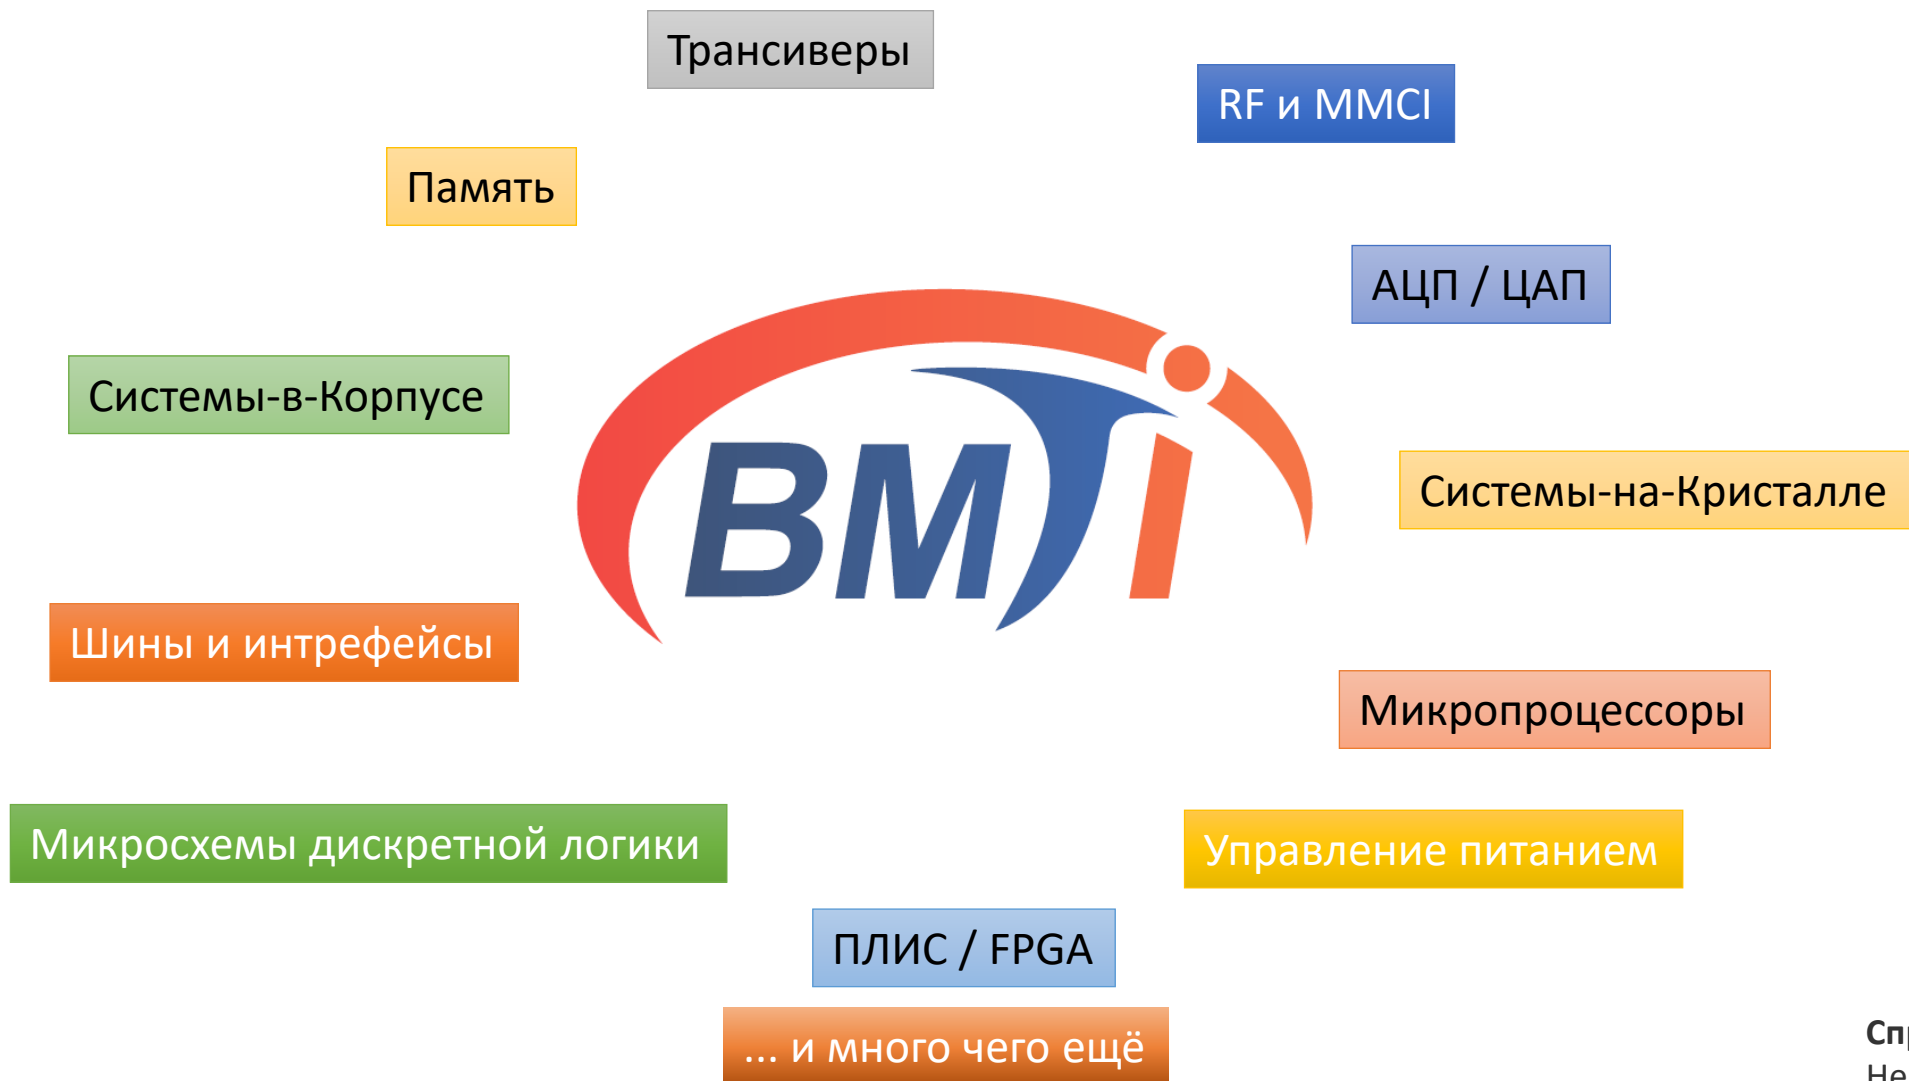 Трансиверы
RF и MMCI
Память
АЦП / ЦАП
Системы-в-Корпусе
BMTi
Системы-на-Кристалле
Шины и интрефейсы
Микропроцессоры
Микросхемы дискретной логики
Управление питанием
ПЛИС / FPGA
... и много чего ещё